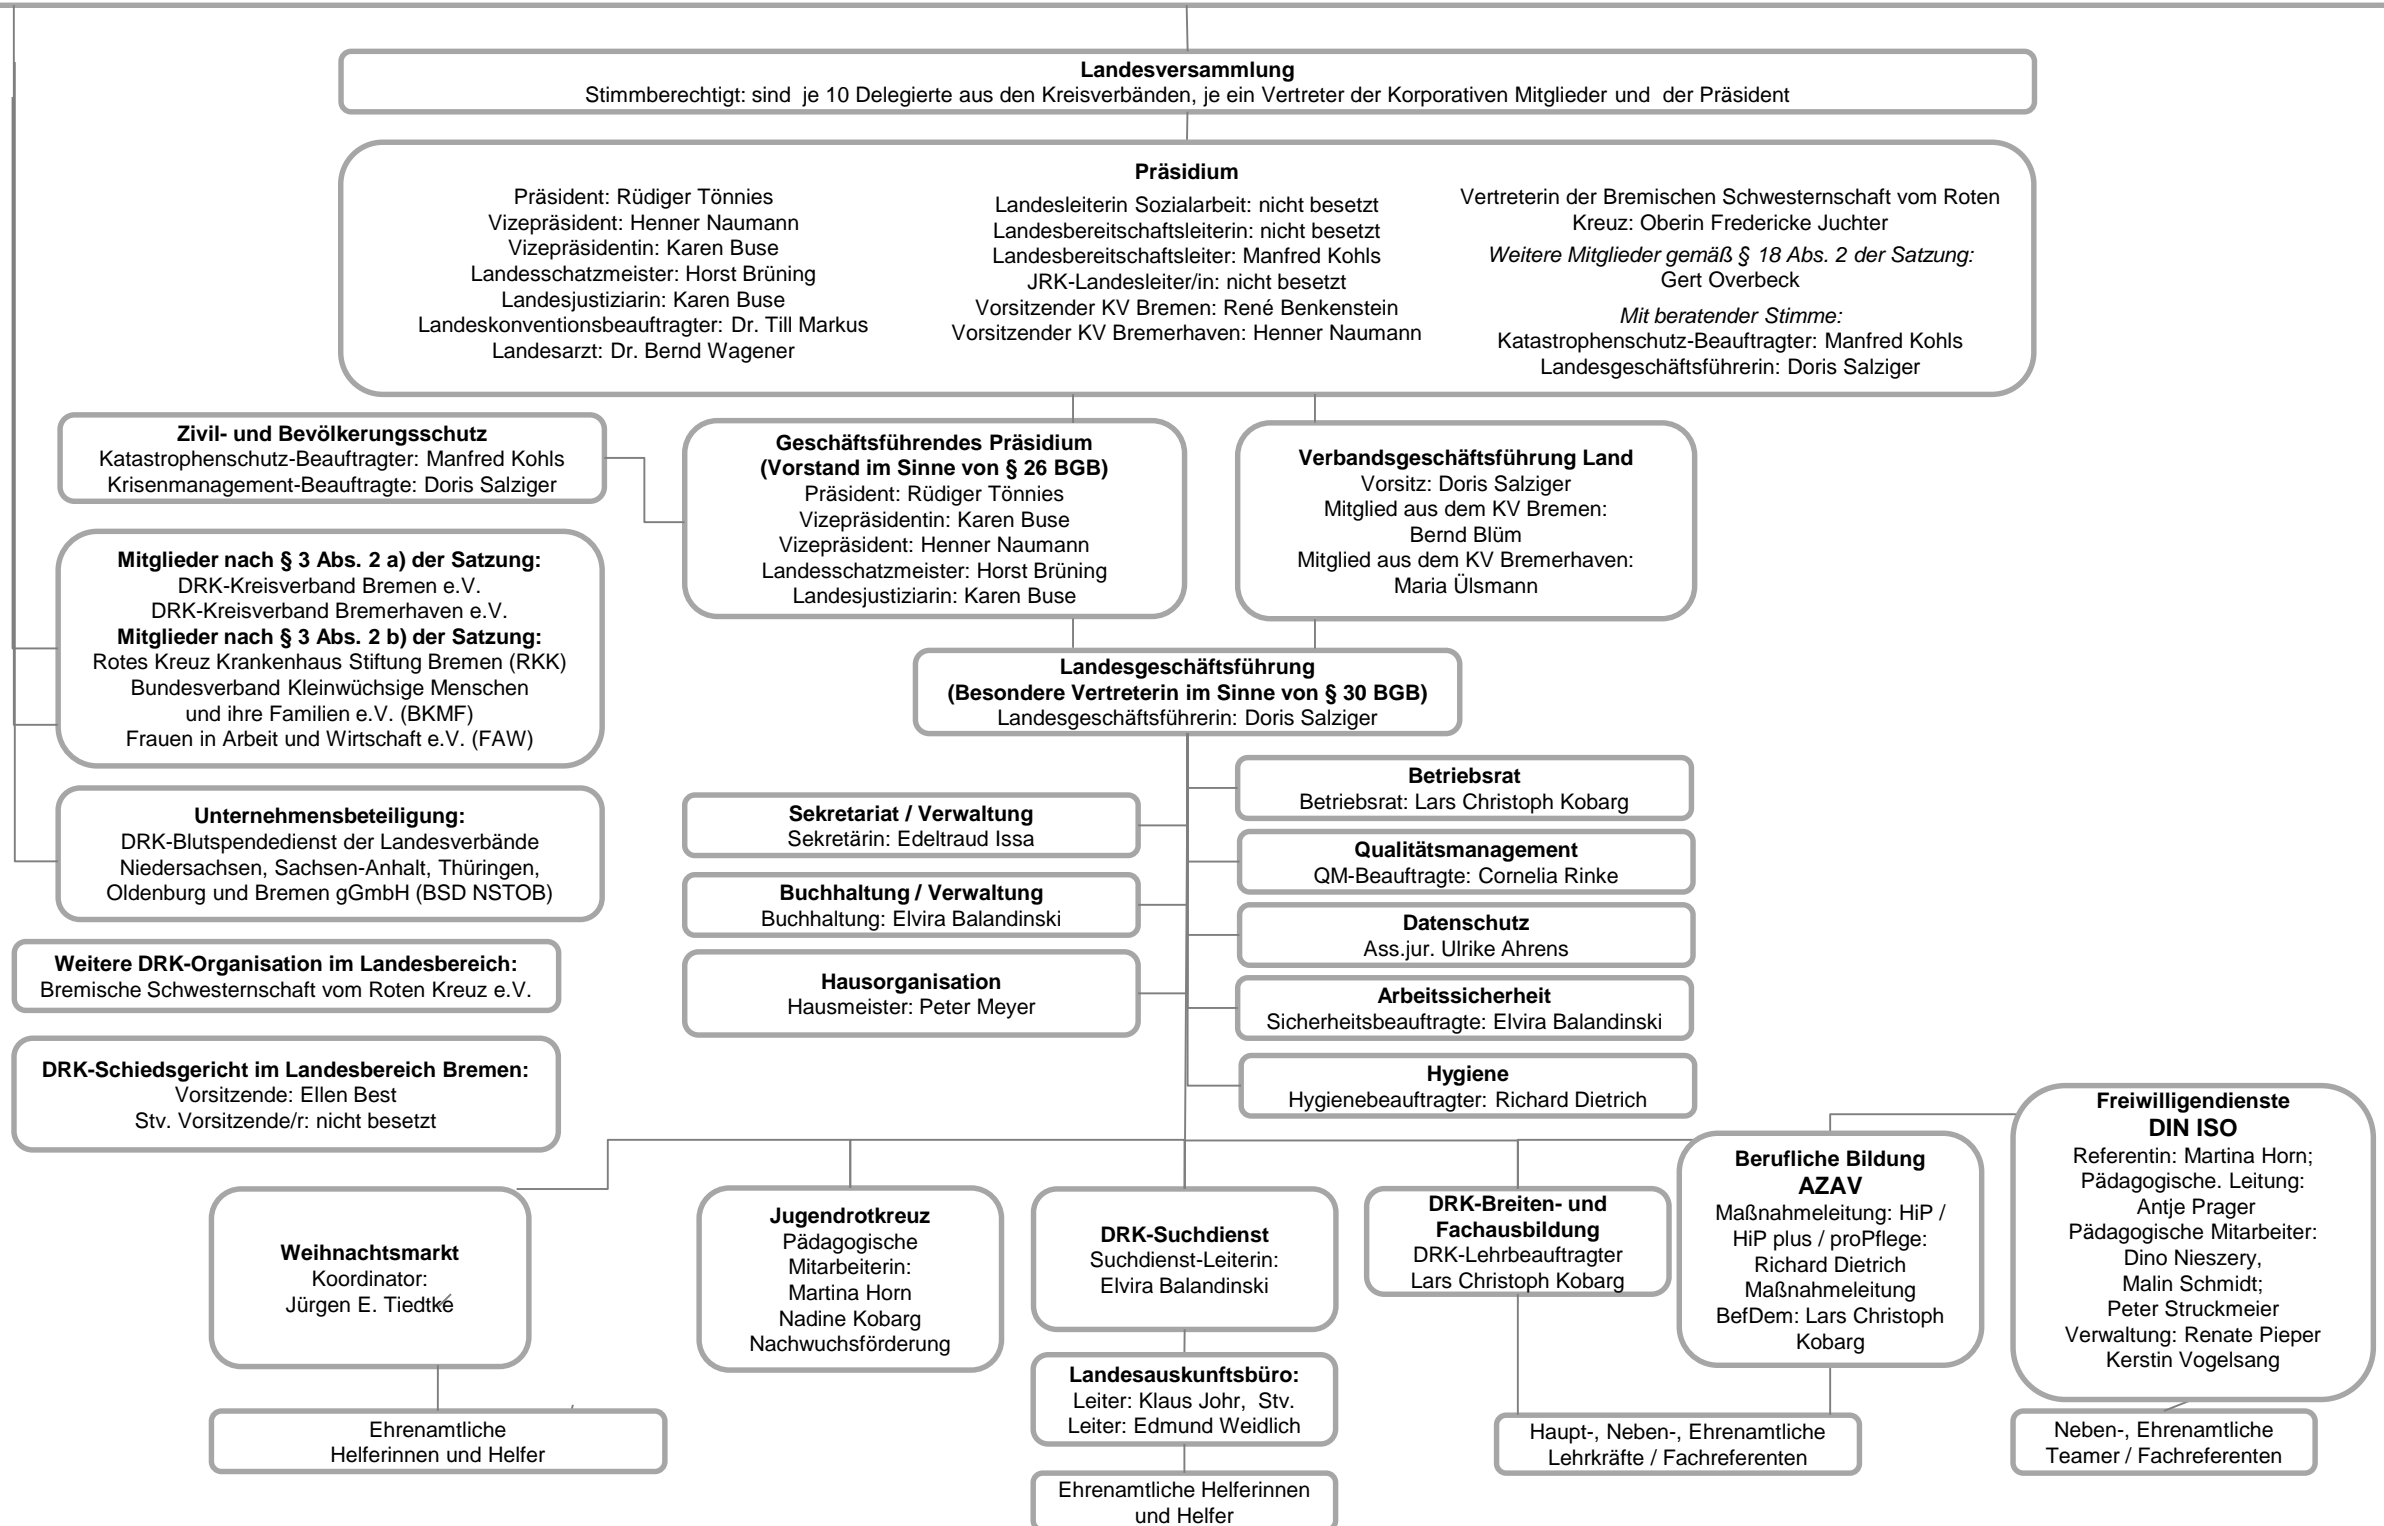 Landesversammlung
Stimmberechtigt: sind je 10 Delegierte aus den Kreisverbänden, je ein Vertreter der Korporativen Mitglieder und der Präsident
Präsidium
Präsident: Rüdiger Tönnies
Vizepräsident: Henner Naumann
Vizepräsidentin: Karen Buse
Landesschatzmeister: Horst Brüning
Landesjustiziarin: Karen Buse
Landeskonventionsbeauftragter: Dr. Till Markus
Landesarzt: Dr. Bernd Wagener
Landesleiterin Sozialarbeit: nicht besetzt
Landesbereitschaftsleiterin: nicht besetzt
Landesbereitschaftsleiter: Manfred Kohls
JRK-Landesleiter/in: nicht besetzt
Vorsitzender KV Bremen: René Benkenstein
Vorsitzender KV Bremerhaven: Henner Naumann
Vertreterin der Bremischen Schwesternschaft vom Roten
Kreuz: Oberin Fredericke Juchter
Weitere Mitglieder gemäß § 18 Abs. 2 der Satzung:
Gert Overbeck
Mit beratender Stimme:
Katastrophenschutz-Beauftragter: Manfred Kohls
Landesgeschäftsführerin: Doris Salziger
Zivil- und Bevölkerungsschutz
Katastrophenschutz-Beauftragter: Manfred Kohls
Krisenmanagement-Beauftragte: Doris Salziger
Geschäftsführendes Präsidium
(Vorstand im Sinne von § 26 BGB)
Präsident: Rüdiger Tönnies
Vizepräsidentin: Karen Buse
Vizepräsident: Henner Naumann
Landesschatzmeister: Horst Brüning
Landesjustiziarin: Karen Buse
Verbandsgeschäftsführung Land
Vorsitz: Doris Salziger
Mitglied aus dem KV Bremen:
Bernd Blüm
Mitglied aus dem KV Bremerhaven:
Maria Ülsmann
Mitglieder nach § 3 Abs. 2 a) der Satzung:
DRK-Kreisverband Bremen e.V.
DRK-Kreisverband Bremerhaven e.V.
Mitglieder nach § 3 Abs. 2 b) der Satzung:
Rotes Kreuz Krankenhaus Stiftung Bremen (RKK)
Bundesverband Kleinwüchsige Menschen
und ihre Familien e.V. (BKMF)
Frauen in Arbeit und Wirtschaft e.V. (FAW)
Landesgeschäftsführung
(Besondere Vertreterin im Sinne von § 30 BGB)
Landesgeschäftsführerin: Doris Salziger
Unternehmensbeteiligung:
DRK-Blutspendedienst der Landesverbände
Niedersachsen, Sachsen-Anhalt, Thüringen,
Oldenburg und Bremen gGmbH (BSD NSTOB)
Sekretariat / Verwaltung
Sekretärin: Edeltraud Issa
Buchhaltung / Verwaltung
Buchhaltung: Elvira Balandinski
Hausorganisation
Hausmeister: Peter Meyer
Betriebsrat
Betriebsrat: Lars Christoph Kobarg
Qualitätsmanagement
QM-Beauftragte: Cornelia Rinke
Datenschutz
Ass.jur. Ulrike Ahrens
Arbeitssicherheit
Sicherheitsbeauftragte: Elvira Balandinski
Hygiene
Hygienebeauftragter: Richard Dietrich
Weitere DRK-Organisation im Landesbereich:
Bremische Schwesternschaft vom Roten Kreuz e.V.
DRK-Schiedsgericht im Landesbereich Bremen:
Vorsitzende: Ellen Best
Stv. Vorsitzende/r: nicht besetzt
Weihnachtsmarkt
Koordinator:
Jürgen E. Tiedtke
Ehrenamtliche
Helferinnen und Helfer
Jugendrotkreuz
Pädagogische
Mitarbeiterin:
Martina Horn
Nadine Kobarg
Nachwuchsförderung
DRK-Suchdienst
Suchdienst-Leiterin:
Elvira Balandinski
Landesauskunftsbüro:
Leiter: Klaus Johr, Stv.
Leiter: Edmund Weidlich
Ehrenamtliche Helferinnen
und Helfer
DRK-Breiten- und
Fachausbildung
DRK-Lehrbeauftragter
Lars Christoph Kobarg
Berufliche Bildung
AZAV
Maßnahmeleitung: HiP /
HiP plus / proPflege:
Richard Dietrich
Maßnahmeleitung
BefDem: Lars Christoph
Kobarg
Haupt-, Neben-, Ehrenamtliche
Lehrkräfte / Fachreferenten
Freiwilligendienste
DIN ISO
Referentin: Martina Horn;
Pädagogische. Leitung:
Antje Prager
Pädagogische Mitarbeiter:
Dino Nieszery,
Malin Schmidt;
Peter Struckmeier
Verwaltung: Renate Pieper
Kerstin Vogelsang
Neben-, Ehrenamtliche
Teamer / Fachreferenten